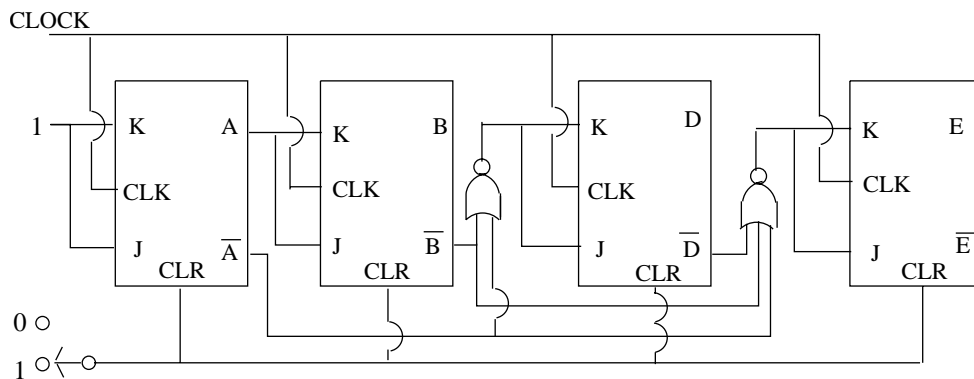 CLOCK
1 K A K B K D K E
CLK CLK CLK CLK
J A̅ J B̅ J D̅ J E̅
CLR CLR CLR CLR
0
1